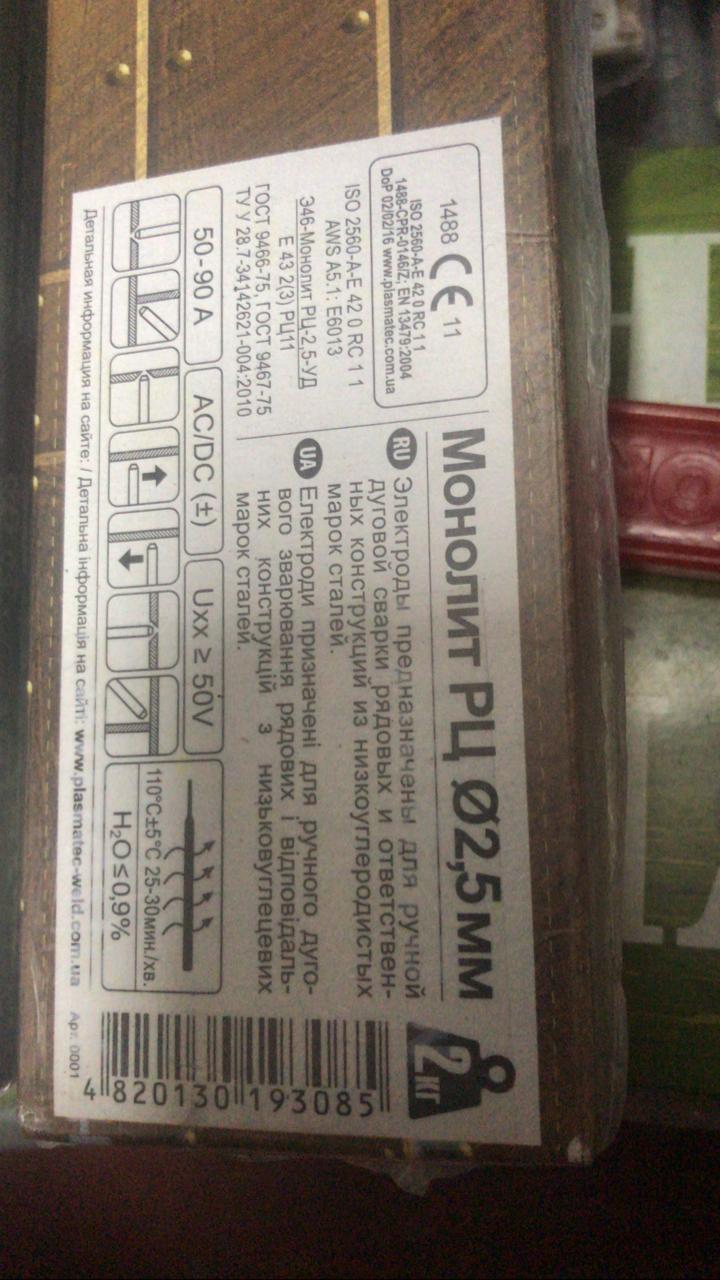 1488 CE 11
ISO 2560-A-E 42 0 RC 1 1
1488-CPR-0146/Z; EN 13479:2004
DoP 02/02/16 www.plasmatec.com.ua
ISO 2560-A-E 42 0 RC 1 1
AWS A5.1: E6013
Э46-Монолит РЦ-2,5-УД
Е 43 2(3) РЦ11
ГОСТ 9466-75, ГОСТ 9467-75
ТУ У 28.7-34142621-004:2010
Монолит РЦ Ø2,5мм
RU Электроды предназначены для ручной
дуговой сварки рядовых и ответствен-
ных конструкций из низкоуглеродистых
марок сталей.
UA Електроди призначені для ручного дуго-
вого зварювання рядових і відповідаль-
них конструкцій з низьковуглецевих
марок сталей.
2 кг
50-90 A
AC/DC (±)
Uxx ≥ 50V
110°C±5°C 25-30мин./хв.
H₂O≤0,9%
Детальная информация на сайте: / Детальна інформація на сайті: www.plasmatec-weld.com.ua
Арт. 0001
4 820130 193085